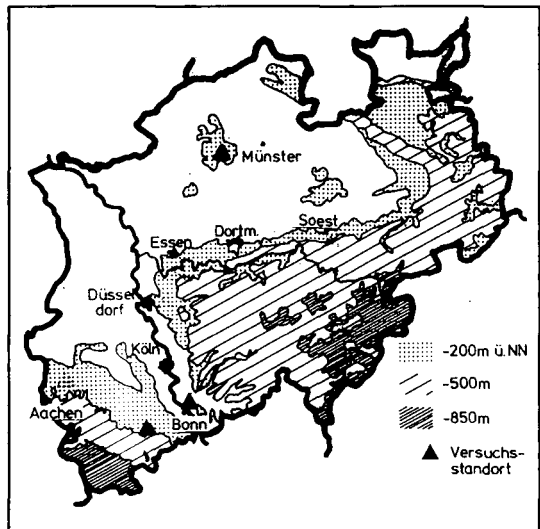 Münster
Soest
Dortm.
Essen
Düssel
dorf
Köln
Aachen
Bonn
-200m ü.NN
-500m
-850m
Versuchs-
standort